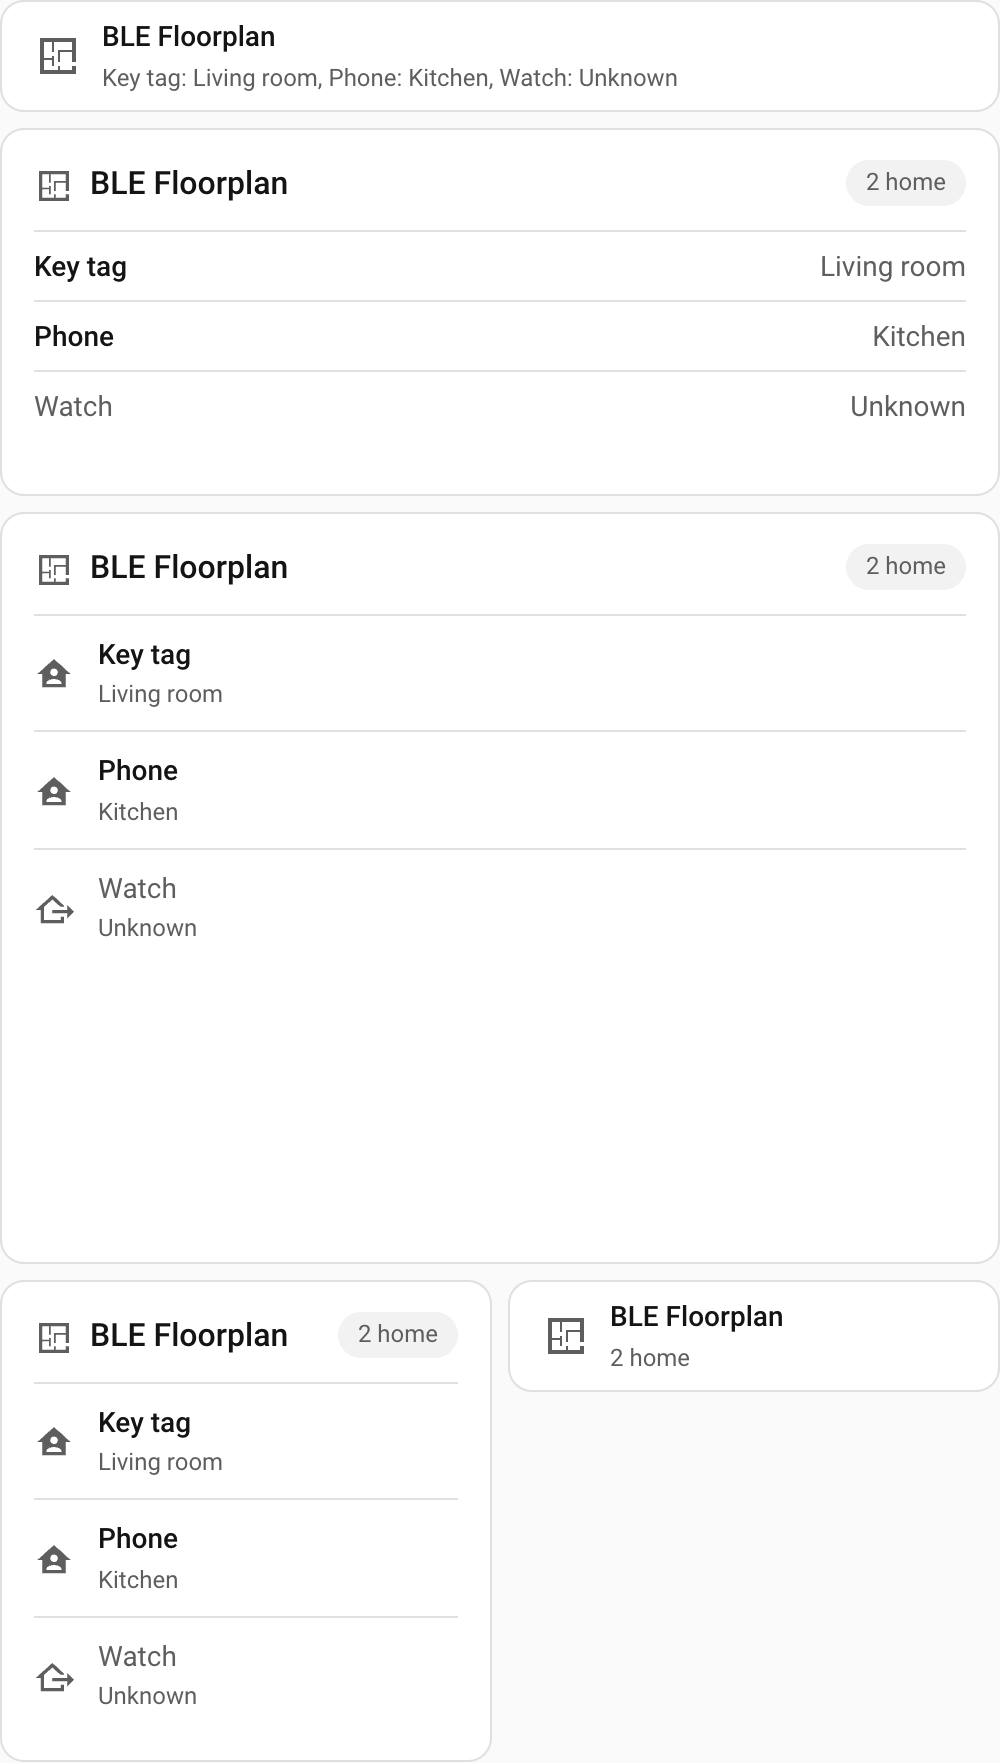 BLE Floorplan
Key tag: Living room, Phone: Kitchen, Watch: Unknown
BLE Floorplan
2 home
Key tag
Living room
Phone
Kitchen
Watch
Unknown
BLE Floorplan
2 home
Key tag
Living room
Phone
Kitchen
Watch
Unknown
BLE Floorplan
2 home
Key tag
Living room
Phone
Kitchen
Watch
Unknown
BLE Floorplan
2 home